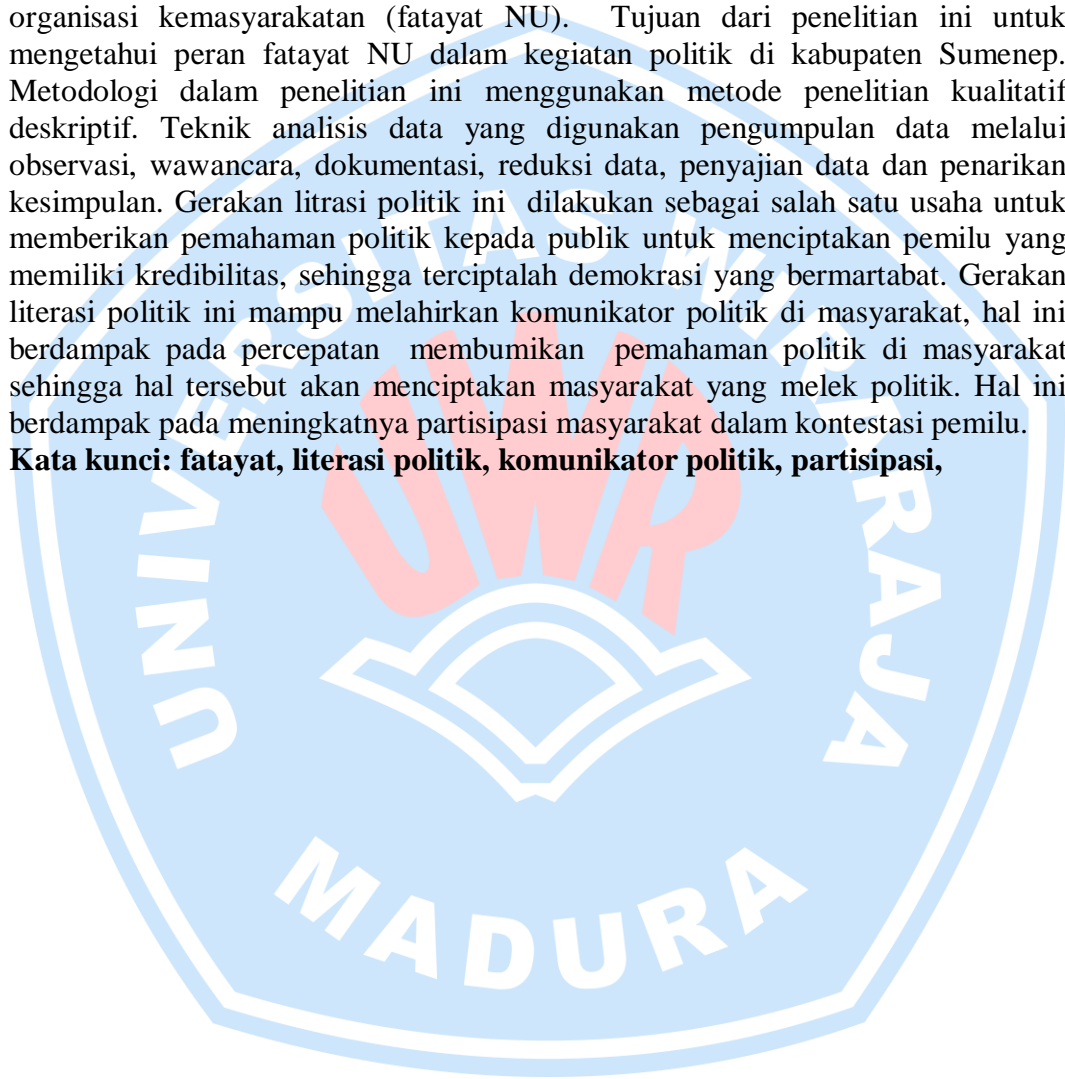 organisasi kemasyarakatan (fatayat NU). Tujuan dari penelitian ini untuk
mengetahui peran fatayat NU dalam kegiatan politik di kabupaten Sumenep.
Metodologi dalam penelitian ini menggunakan metode penelitian kualitatif
deskriptif. Teknik analisis data yang digunakan pengumpulan data melalui
observasi, wawancara, dokumentasi, reduksi data, penyajian data dan penarikan
kesimpulan. Gerakan litrasi politik ini dilakukan sebagai salah satu usaha untuk
memberikan pemahaman politik kepada publik untuk menciptakan pemilu yang
memiliki kredibilitas, sehingga terciptalah demokrasi yang bermartabat. Gerakan
literasi politik ini mampu melahirkan komunikator politik di masyarakat, hal ini
berdampak pada percepatan membumikan pemahaman politik di masyarakat
sehingga hal tersebut akan menciptakan masyarakat yang melek politik. Hal ini
berdampak pada meningkatnya partisipasi masyarakat dalam kontestasi pemilu.
Kata kunci: fatayat, literasi politik, komunikator politik, partisipasi,
UNIVERSITAS WIRARAJA
UWR
MADURA